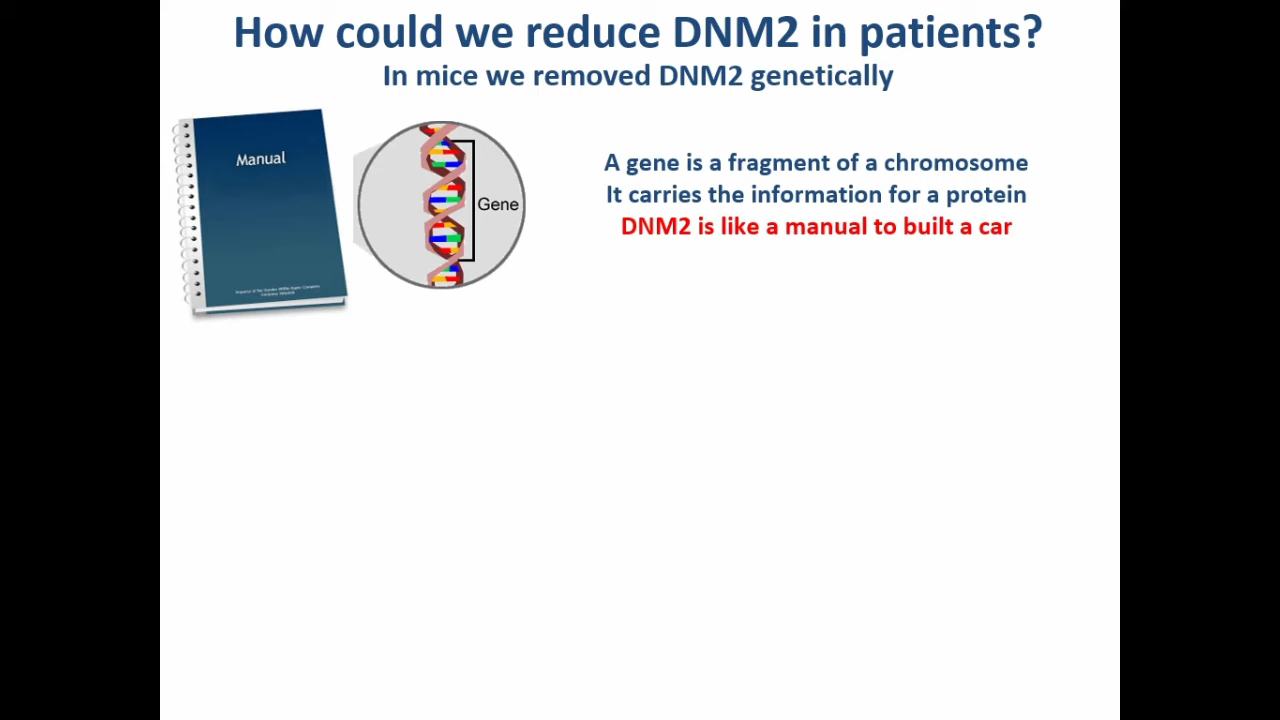 How could we reduce DNM2 in patients?
In mice we removed DNM2 genetically
Manual
Gene
A gene is a fragment of a chromosome
It carries the information for a protein
DNM2 is like a manual to built a car